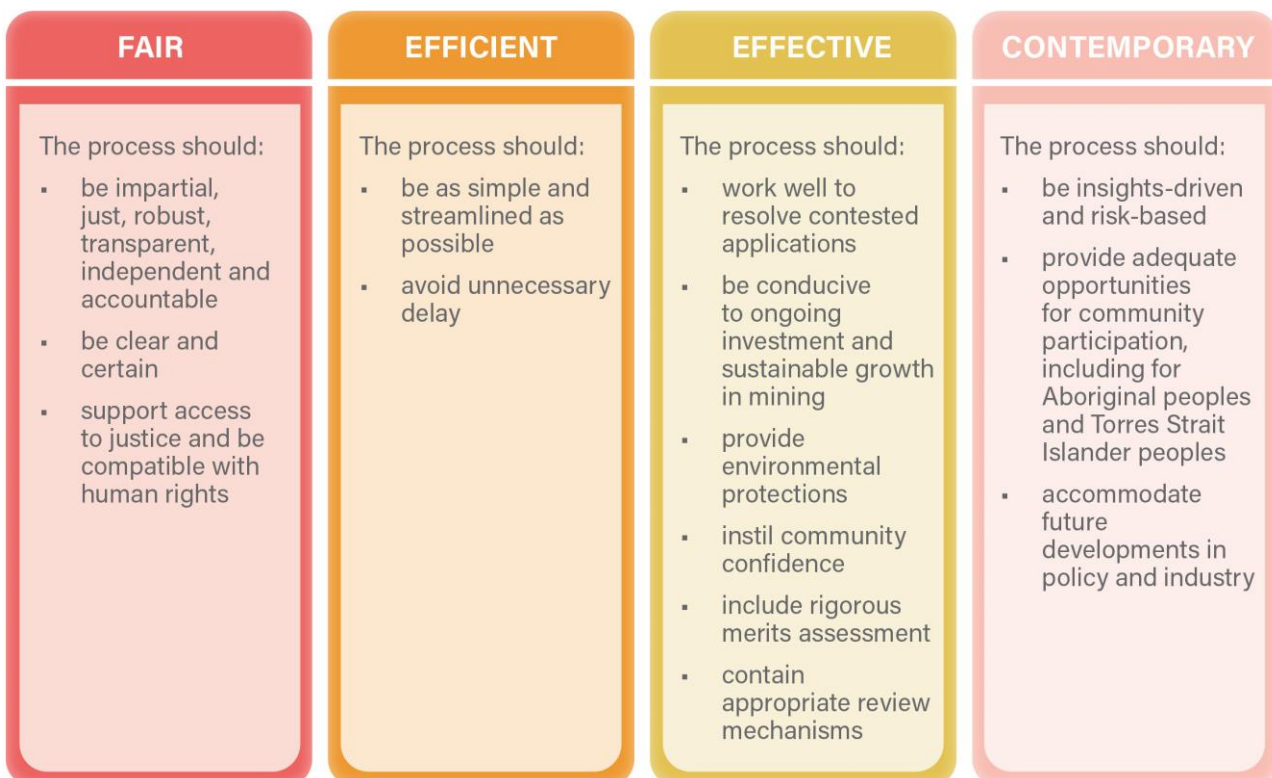 FAIR
The process should:
▪ be impartial,
just, robust,
transparent,
independent and
accountable
▪ be clear and
certain
▪ support access
to justice and be
compatible with
human rights
EFFICIENT
The process should:
▪ be as simple and
streamlined as
possible
▪ avoid unnecessary
delay
EFFECTIVE
The process should:
▪ work well to
resolve contested
applications
▪ be conducive
to ongoing
investment and
sustainable growth
in mining
▪ provide
environmental
protections
▪ instil community
confidence
▪ include rigorous
merits assessment
▪ contain
appropriate review
mechanisms
CONTEMPORARY
The process should:
▪ be insights-driven
and risk-based
▪ provide adequate
opportunities
for community
participation,
including for
Aboriginal peoples
and Torres Strait
Islander peoples
▪ accommodate
future
developments in
policy and industry